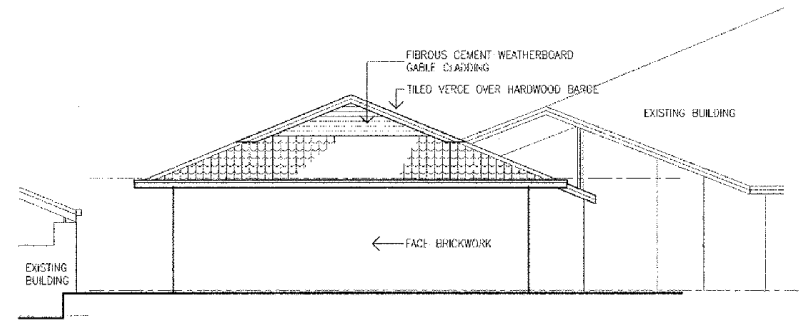 FIBROUS CEMENT WEATHERBOARD
GABLE CLADDING
TILED VERGE OVER HARDWOOD BARGE
EXISTING BUILDING
FACE BRICKWORK
EXISTING
BUILDING